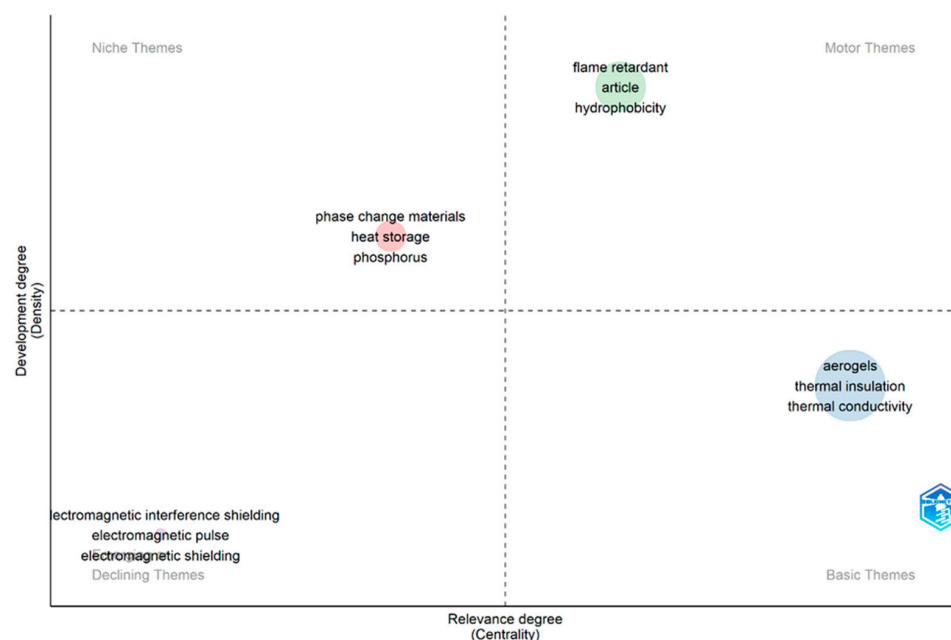 Niche Themes
Motor Themes
flame retardant
article
hydrophobicity
phase change materials
heat storage
phosphorus
Development degree
(Density)
aerogels
thermal insulation
thermal conductivity
lectromagnetic interference shielding
electromagnetic pulse
electromagnetic shielding
Declining Themes
Basic Themes
Relevance degree
(Centrality)